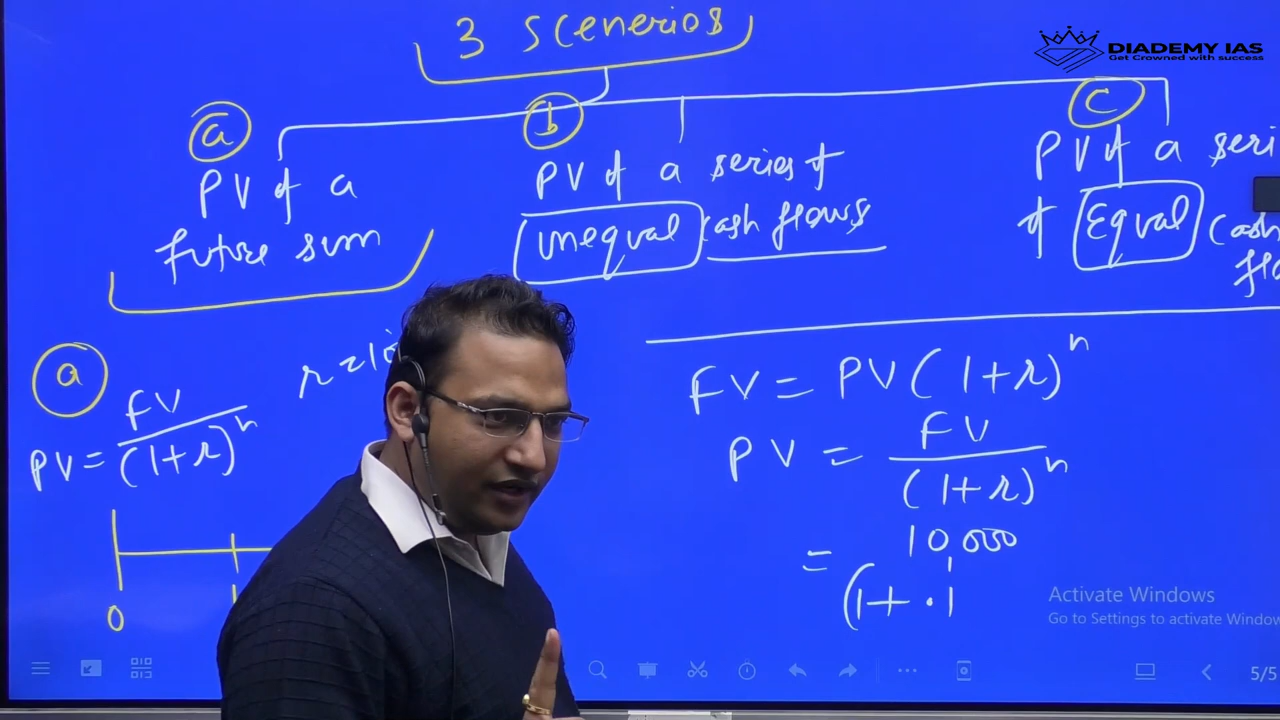 3 scenerios
DIADEMY IAS
Get Crowned with success
a
PV of a
future sum
b
PV of a series of
unequal cash flows
c
PV of a seri
of Equal Cash
flo
a
PV = FV / (1+r)^n
r = 10
0
1
FV = PV (1+r)^n
PV = FV / (1+r)^n
= 10,000 / (1+.1
Activate Windows
Go to Settings to activate Window
5/5